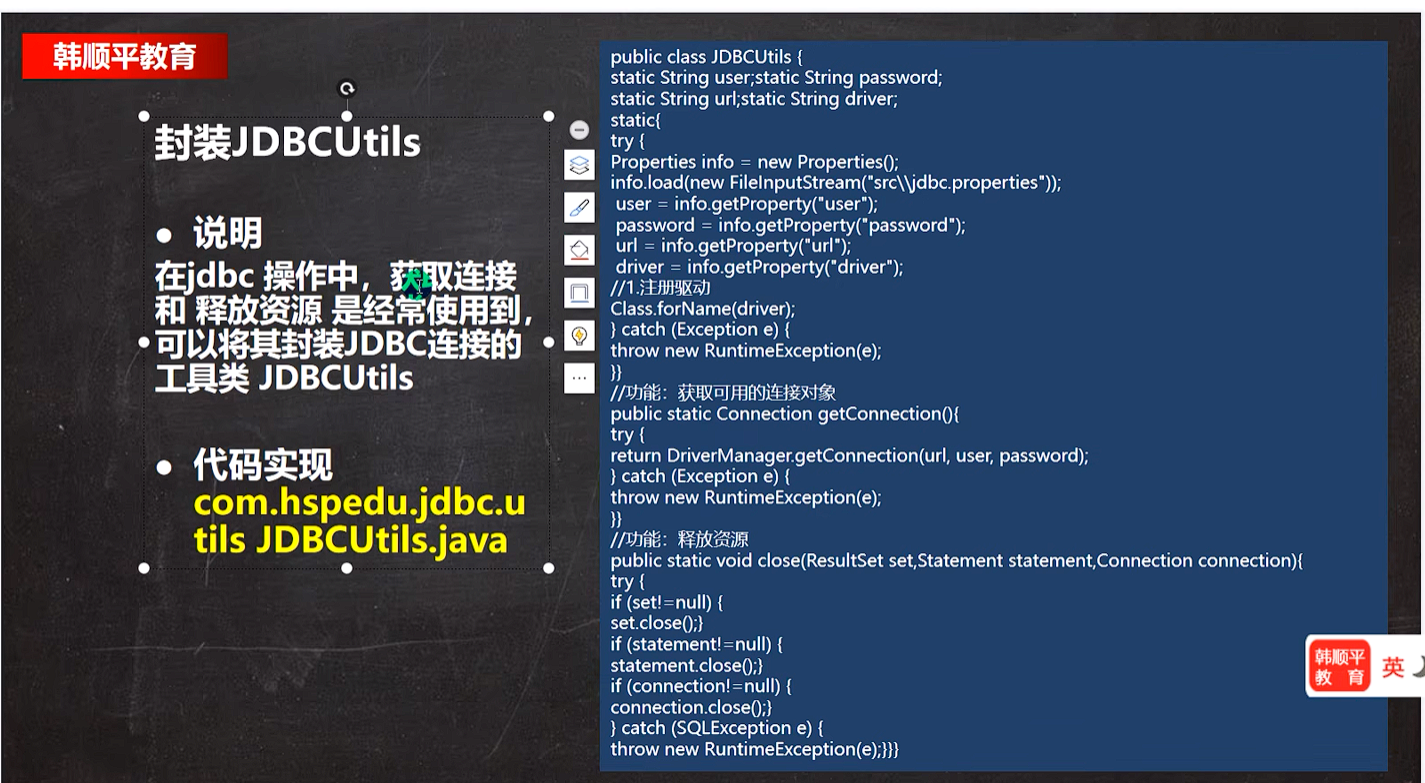 韩顺平教育
封装JDBCUtils
● 说明
在jdbc 操作中，获取连接
和 释放资源 是经常使用到，
可以将其封装JDBC连接的
工具类 JDBCUtils
● 代码实现
com.hspedu.jdbc.u
tils JDBCUtils.java
public class JDBCUtils {
static String user;static String password;
static String url;static String driver;
static{
try {
Properties info = new Properties();
info.load(new FileInputStream("src\\jdbc.properties"));
user = info.getProperty("user");
password = info.getProperty("password");
url = info.getProperty("url");
driver = info.getProperty("driver");
//1.注册驱动
Class.forName(driver);
} catch (Exception e) {
throw new RuntimeException(e);
}}
//功能：获取可用的连接对象
public static Connection getConnection(){
try {
return DriverManager.getConnection(url, user, password);
} catch (Exception e) {
throw new RuntimeException(e);
}}
//功能：释放资源
public static void close(ResultSet set,Statement statement,Connection connection){
try {
if (set!=null) {
set.close();}
if (statement!=null) {
statement.close();}
if (connection!=null) {
connection.close();}
} catch (SQLException e) {
throw new RuntimeException(e);}}}
韩顺平
教 育
英